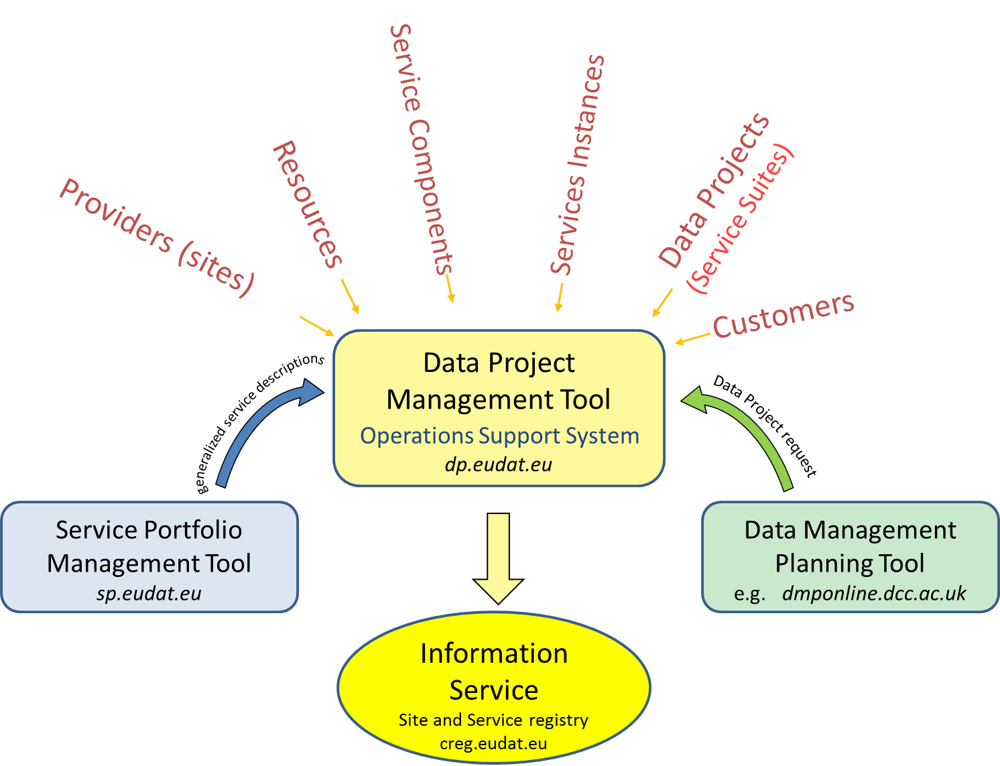 Service Components
Services Instances
Data Projects
(Service Suites)
Resources
Providers (sites)
Customers
generalized service descriptions
Data Project
Management Tool
Operations Support System
dp.eudat.eu
Data Project request
Service Portfolio
Management Tool
sp.eudat.eu
Data Management
Planning Tool
e.g. dmponline.dcc.ac.uk
Information
Service
Site and Service registry
creg.eudat.eu